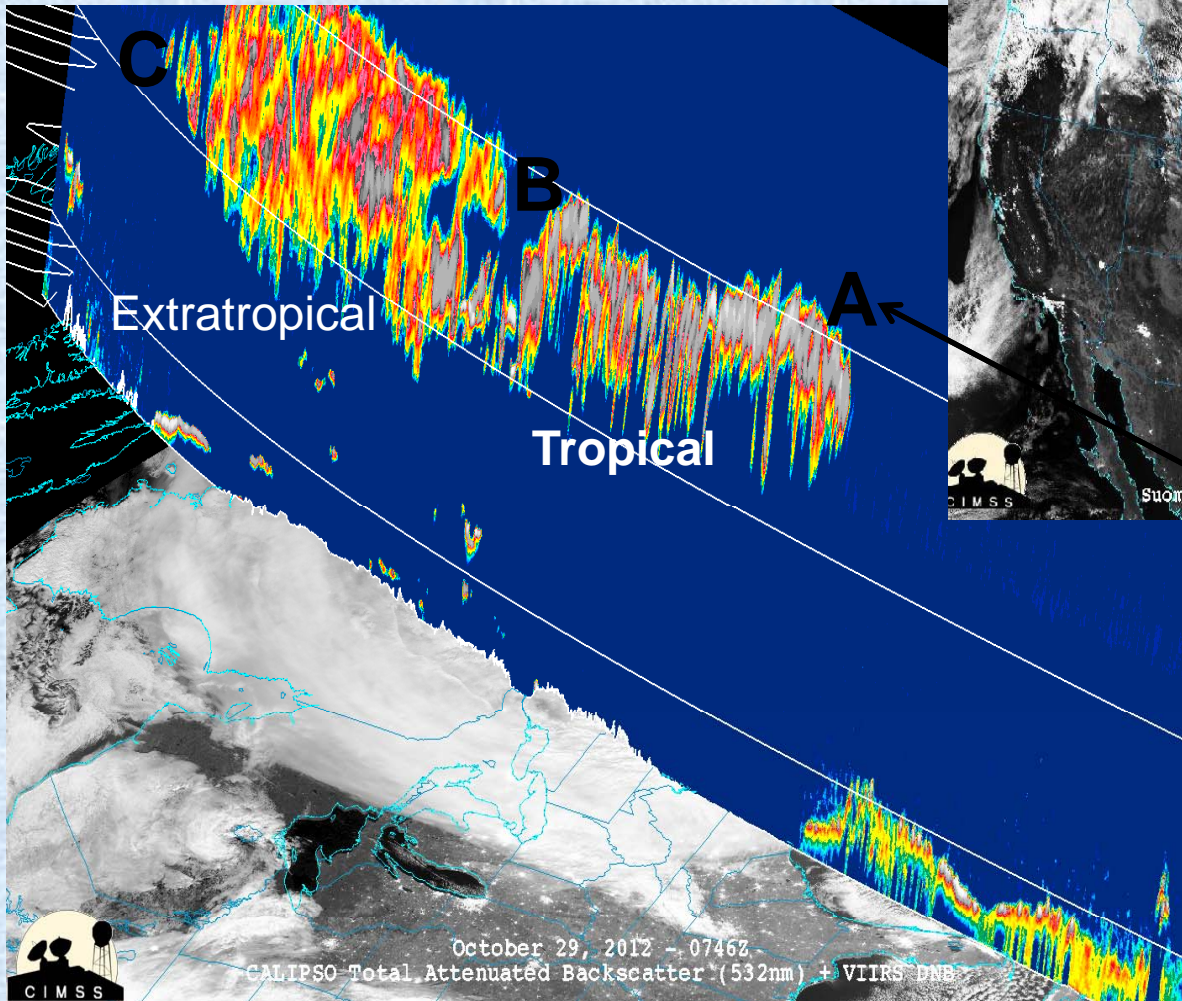 C
B
A
Extratropical
Tropical
CIMSS
Suom
October 29, 2012 - 0746Z
CALIPSO Total Attenuated Backscatter (532nm) + VIIRS DNB
CIMSS